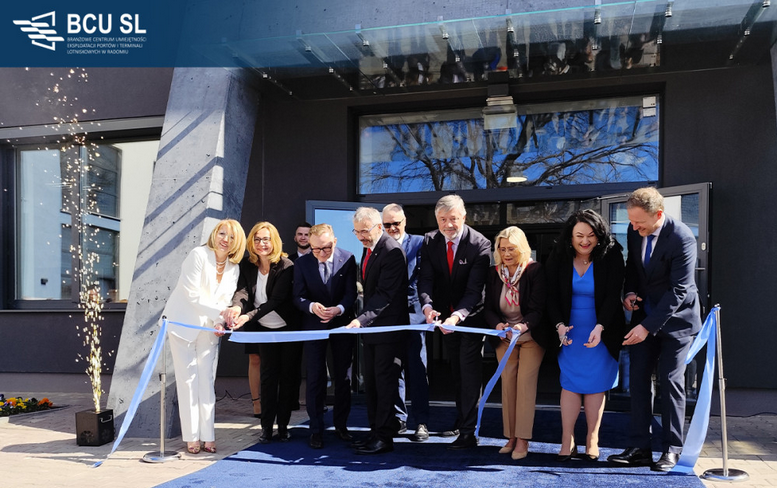 BCU SL
BRANŻOWE CENTRUM UMIEJĘTNOŚCI
EKSPLOATACJI PORTÓW I TERMINALI
LOTNISKOWYCH W RADOMIU